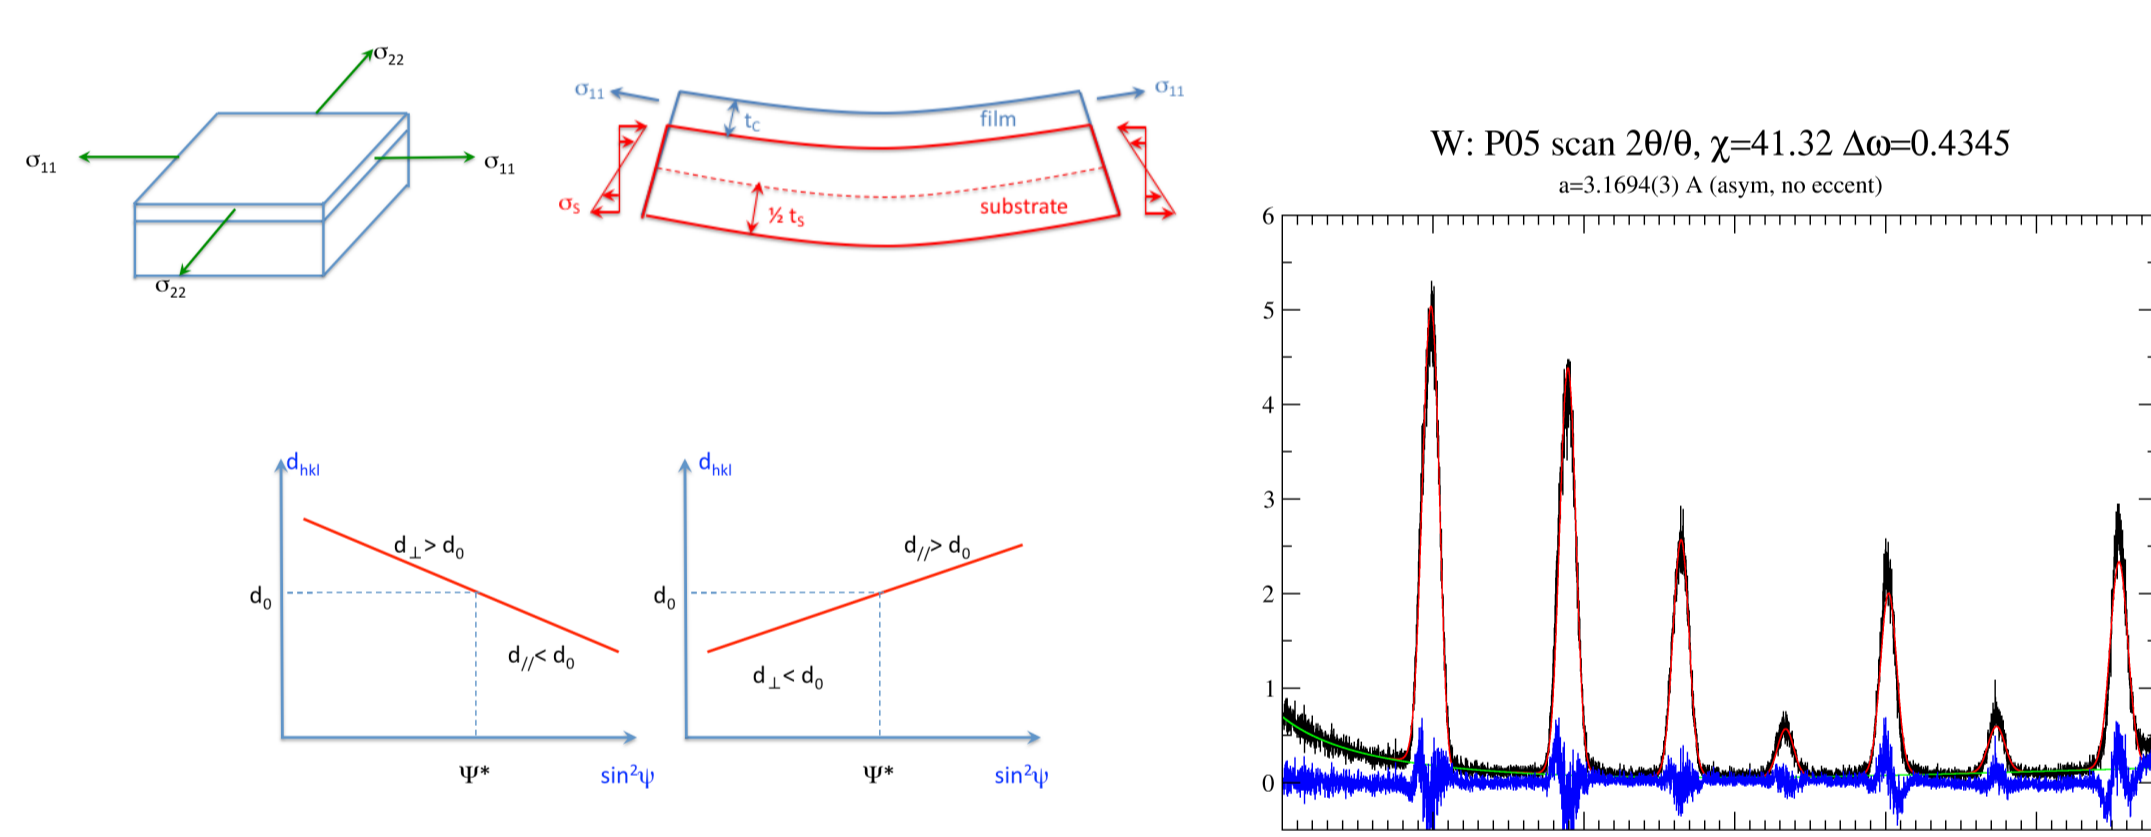 σ22
σ11
σ11
σ22
σ11
σ11
tC
film
σS
½ tS
substrate
dhkl
d⊥> d0
d0
d//< d0
Ψ*
sin²ψ
dhkl
d//> d0
d0
d⊥< d0
Ψ*
sin²ψ
W: P05 scan 2θ/θ, χ=41.32 Δω=0.4345
a=3.1694(3) A (asym, no eccent)
6
5
4
3
2
1
0